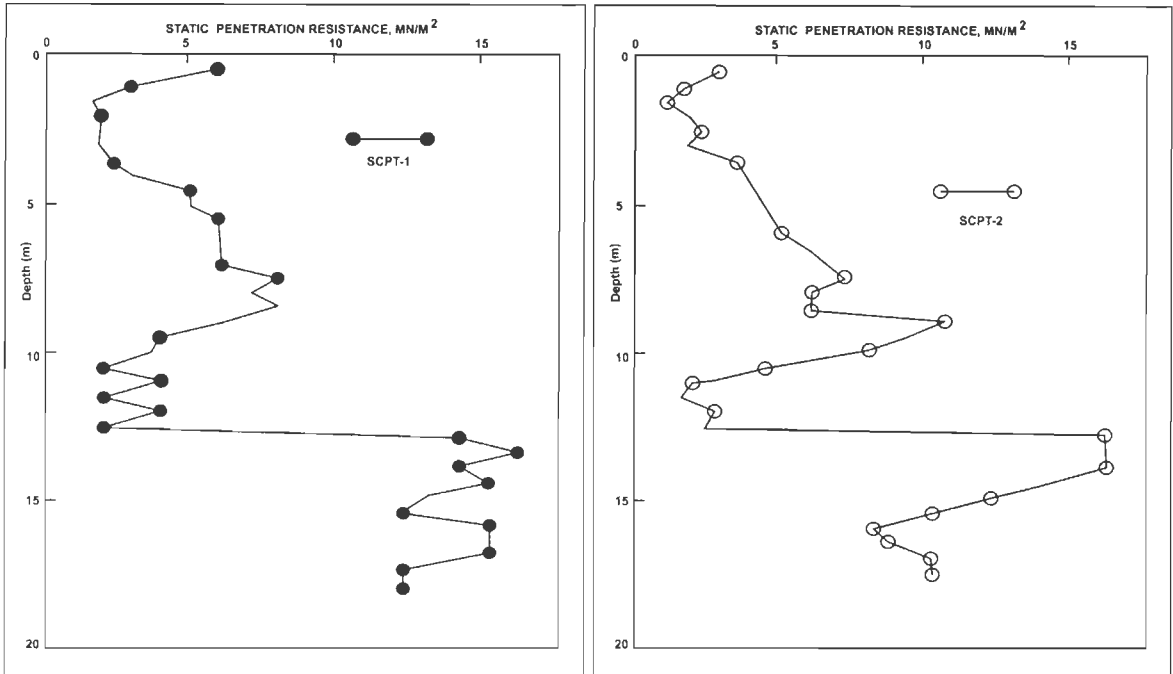 STATIC PENETRATION RESISTANCE, MN/M²
0 5 10 15
0
5
10
15
20
Depth (m)
SCPT-1
STATIC PENETRATION RESISTANCE, MN/M²
0 5 10 15
0
5
10
15
20
Depth (m)
SCPT-2